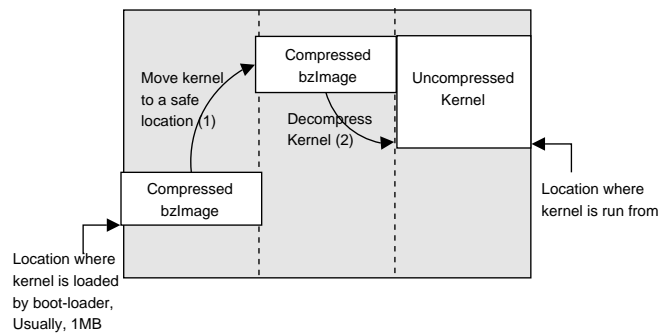 Compressed
bzImage
Uncompressed
Kernel
Move kernel
to a safe
location (1)
Decompress
Kernel (2)
Compressed
bzImage
Location where
kernel is run from
Location where
kernel is loaded
by boot-loader,
Usually, 1MB